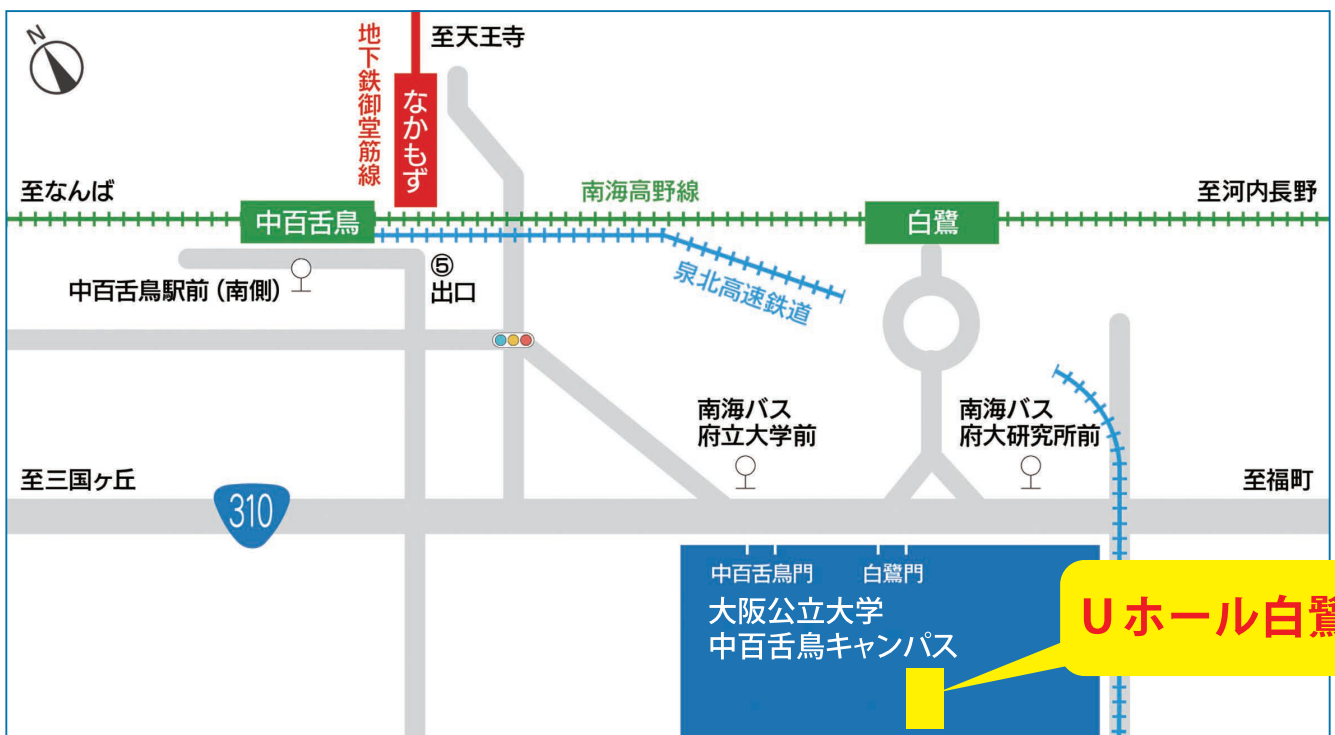 N
地下鉄御堂筋線
至天王寺
なかもず
至なんば
南海高野線
至河内長野
中百舌鳥
白鷺
中百舌鳥駅前（南側）
⑤
出口
泉北高速鉄道
南海バス
府立大学前
南海バス
府大研究所前
至三国ヶ丘
310
至福町
中百舌鳥門
白鷺門
大阪公立大学
中百舌鳥キャンパス
Uホール白鷺